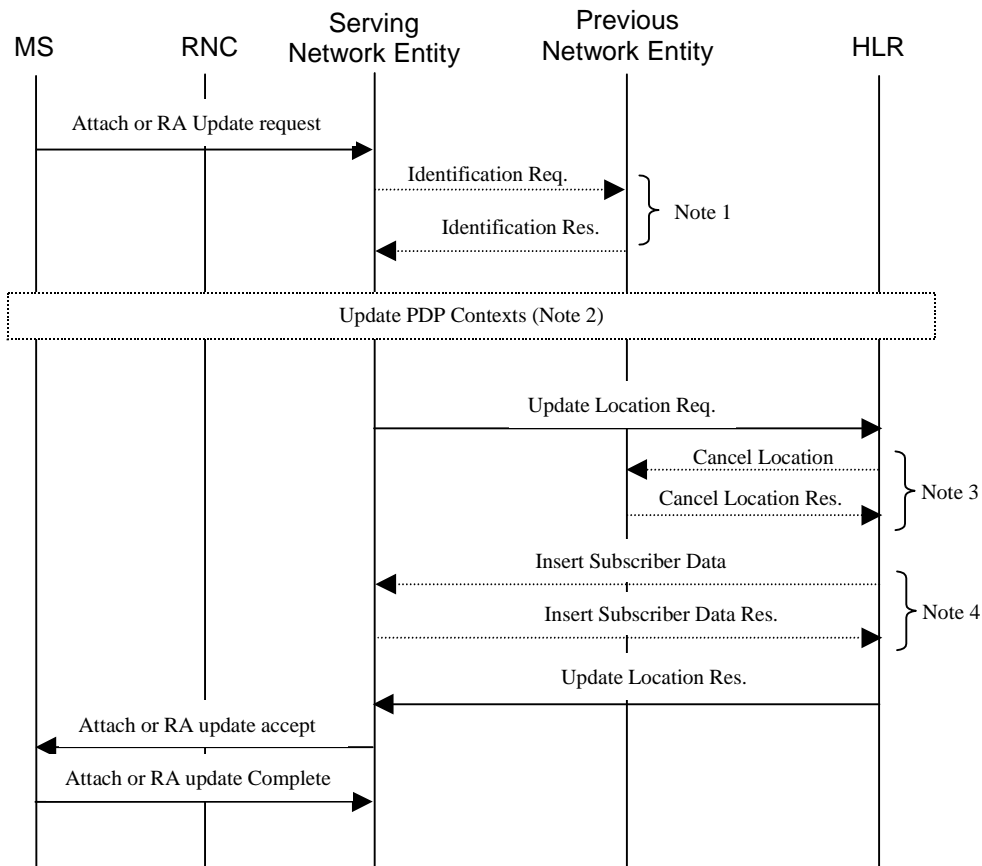 MS
RNC
Serving
Network Entity
Previous
Network Entity
HLR
Attach or RA Update request
Identification Req.
Note 1
Identification Res.
Update PDP Contexts (Note 2)
Update Location Req.
Cancel Location
Note 3
Cancel Location Res.
Insert Subscriber Data
Note 4
Insert Subscriber Data Res.
Update Location Res.
Attach or RA update accept
Attach or RA update Complete